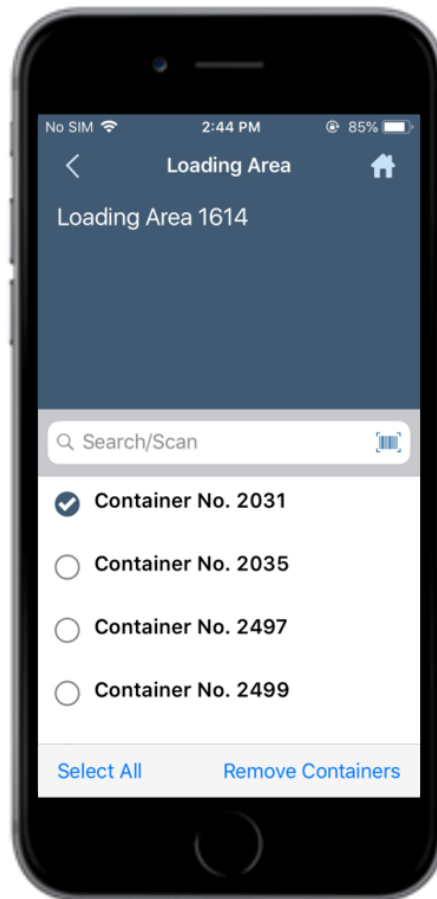 No SIM 2:44 PM 85%
Loading Area
Loading Area 1614
Search/Scan
Container No. 2031
Container No. 2035
Container No. 2497
Container No. 2499
Select All Remove Containers